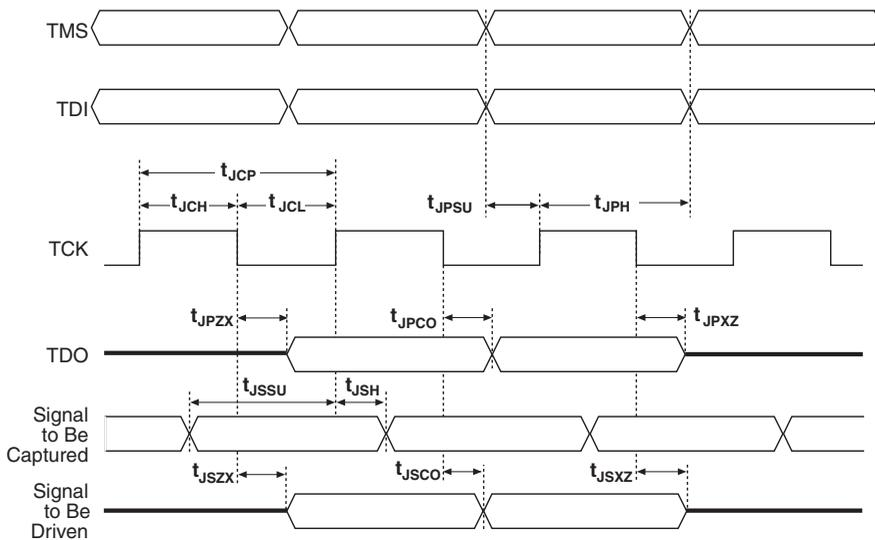 TMS
TDI
tJCP
tJCH
tJCL
tJPSU
tJPH
TCK
tJPZX
tJPCO
tJPXZ
TDO
tJSSU
tJSH
Signal
to Be
Captured
tJSZX
tJSCO
tJSXZ
Signal
to Be
Driven